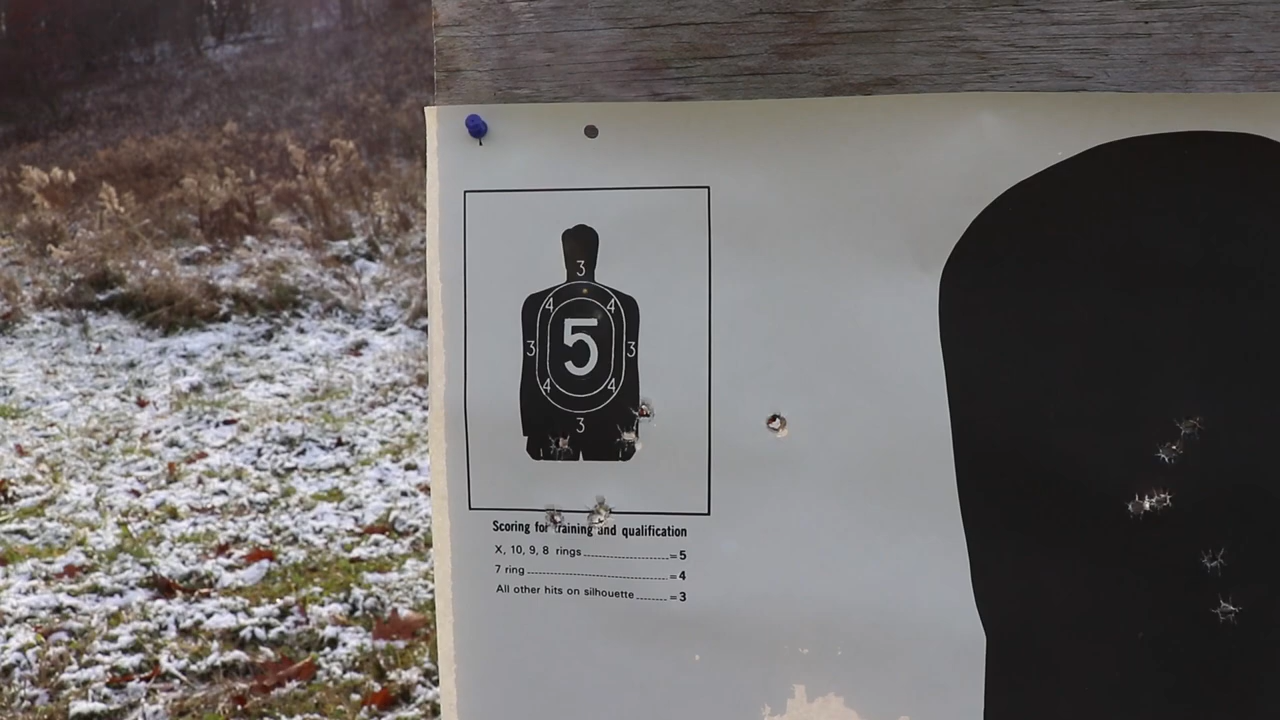 3
4 4
3 5 3
4 4
3
Scoring for training and qualification
X, 10, 9, 8 rings =5
7 ring =4
All other hits on silhouette =3